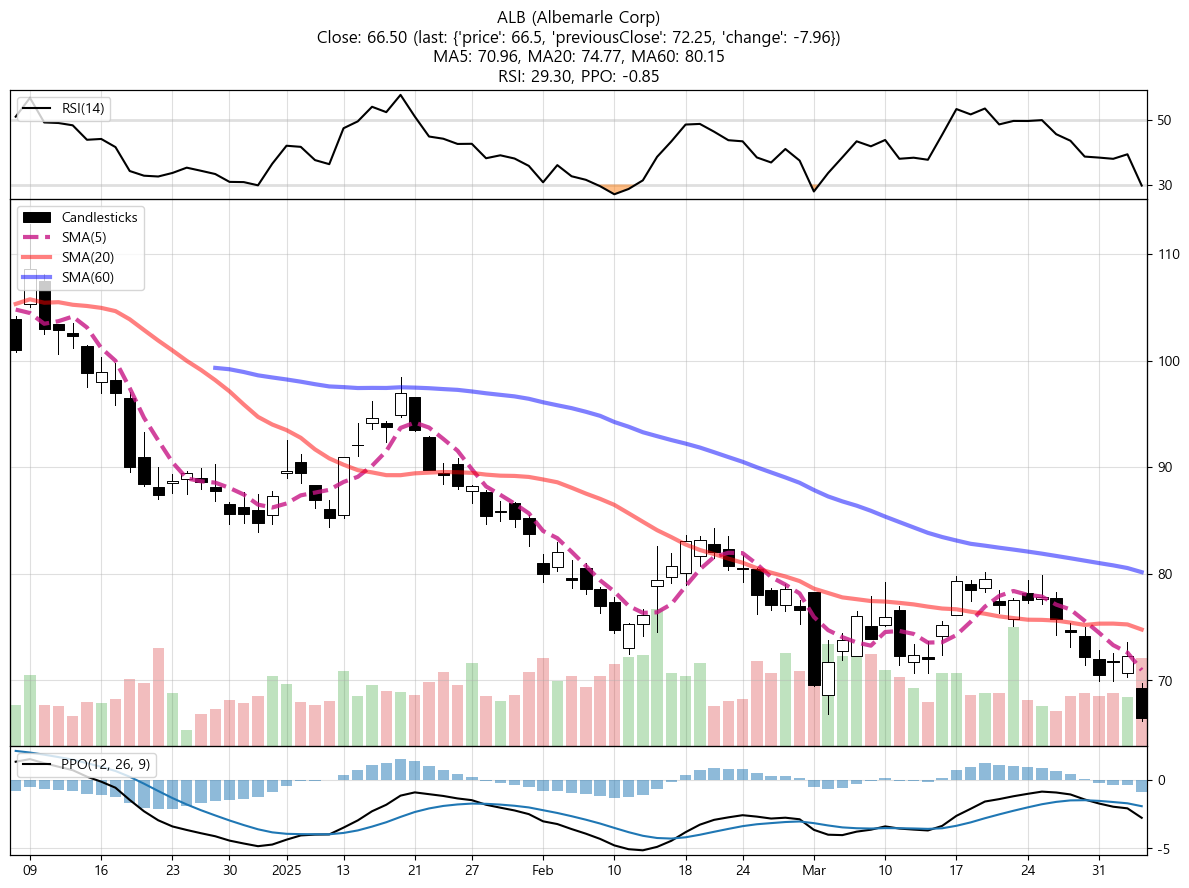 ALB (Albemarle Corp)
Close: 66.50 (last: {'price': 66.5, 'previousClose': 72.25, 'change': -7.96})
MA5: 70.96, MA20: 74.77, MA60: 80.15
RSI: 29.30, PPO: -0.85
RSI(14)
50
30
Candlesticks
SMA(5)
SMA(20)
SMA(60)
110
100
90
80
70
PPO(12, 26, 9)
0
-5
09 16 23 30 2025 13 21 27 Feb 10 18 24 Mar 10 17 24 31